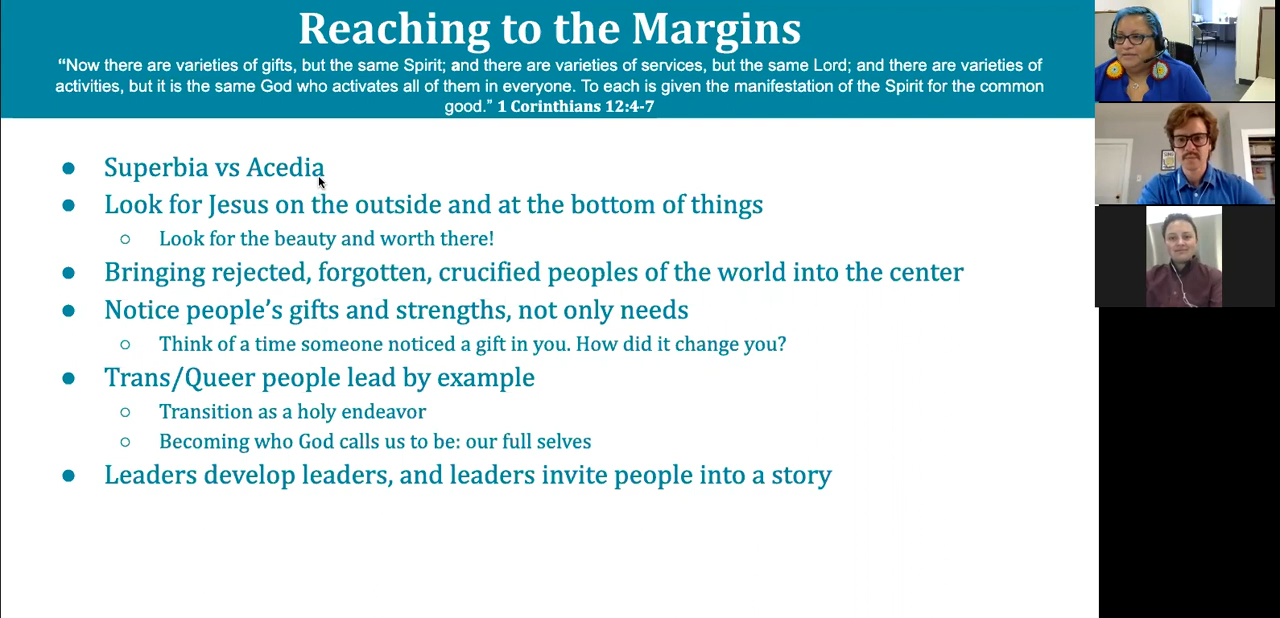 Reaching to the Margins
“Now there are varieties of gifts, but the same Spirit; and there are varieties of services, but the same Lord; and there are varieties of
activities, but it is the same God who activates all of them in everyone. To each is given the manifestation of the Spirit for the common
good.” 1 Corinthians 12:4-7
● Superbia vs Acedia
● Look for Jesus on the outside and at the bottom of things
○ Look for the beauty and worth there!
● Bringing rejected, forgotten, crucified peoples of the world into the center
● Notice people’s gifts and strengths, not only needs
○ Think of a time someone noticed a gift in you. How did it change you?
● Trans/Queer people lead by example
○ Transition as a holy endeavor
○ Becoming who God calls us to be: our full selves
● Leaders develop leaders, and leaders invite people into a story